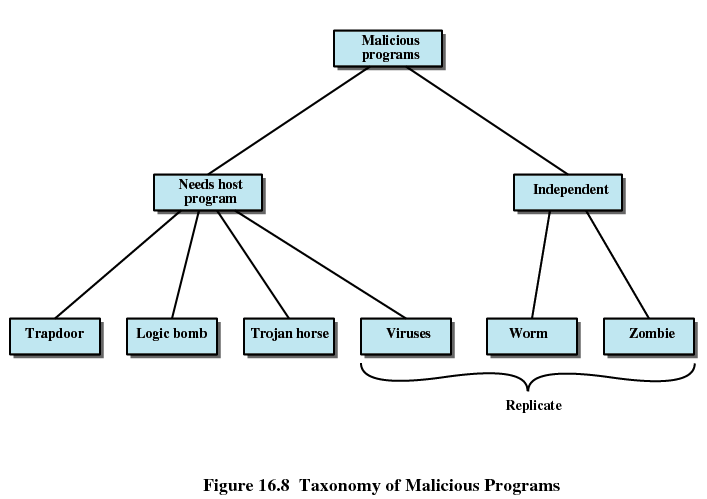 Malicious
programs
Needs host
program
Independent
Trapdoor
Logic bomb
Trojan horse
Viruses
Worm
Zombie
Replicate
Figure 16.8 Taxonomy of Malicious Programs